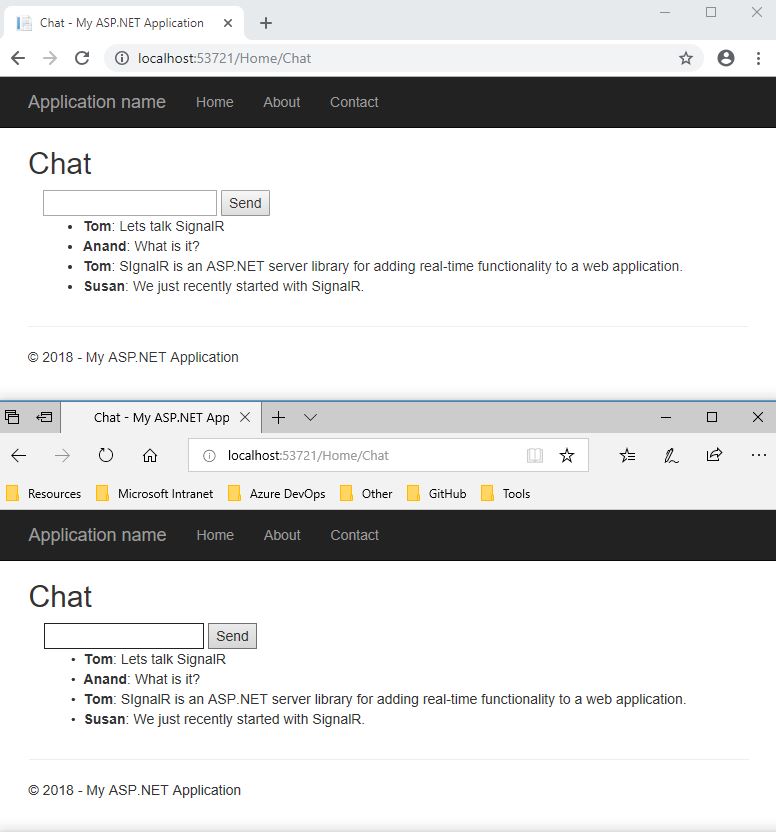 Chat - My ASP.NET Application
localhost:53721/Home/Chat
Application name Home About Contact
Chat
Send
Tom: Lets talk SignalR
Anand: What is it?
Tom: SIgnalR is an ASP.NET server library for adding real-time functionality to a web application.
Susan: We just recently started with SignalR.
© 2018 - My ASP.NET Application
Chat - My ASP.NET App
localhost:53721/Home/Chat
Resources Microsoft Intranet Azure DevOps Other GitHub Tools
Application name Home About Contact
Chat
Send
Tom: Lets talk SignalR
Anand: What is it?
Tom: SIgnalR is an ASP.NET server library for adding real-time functionality to a web application.
Susan: We just recently started with SignalR.
© 2018 - My ASP.NET Application